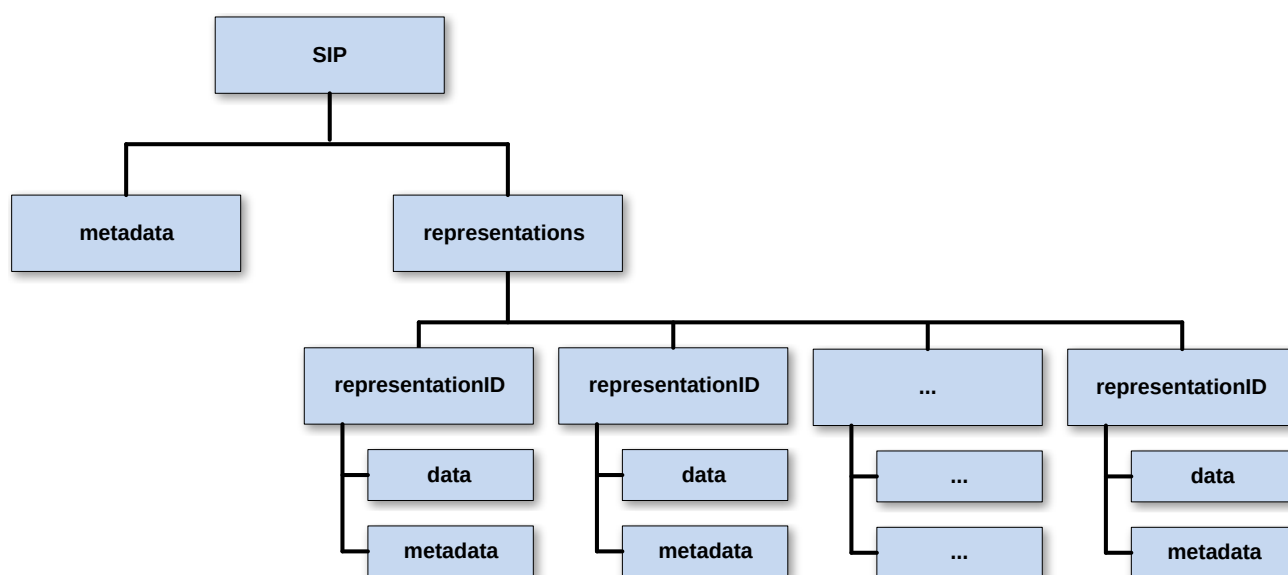 SIP
metadata
representations
representationID
representationID
...
representationID
data
data
...
data
metadata
metadata
...
metadata